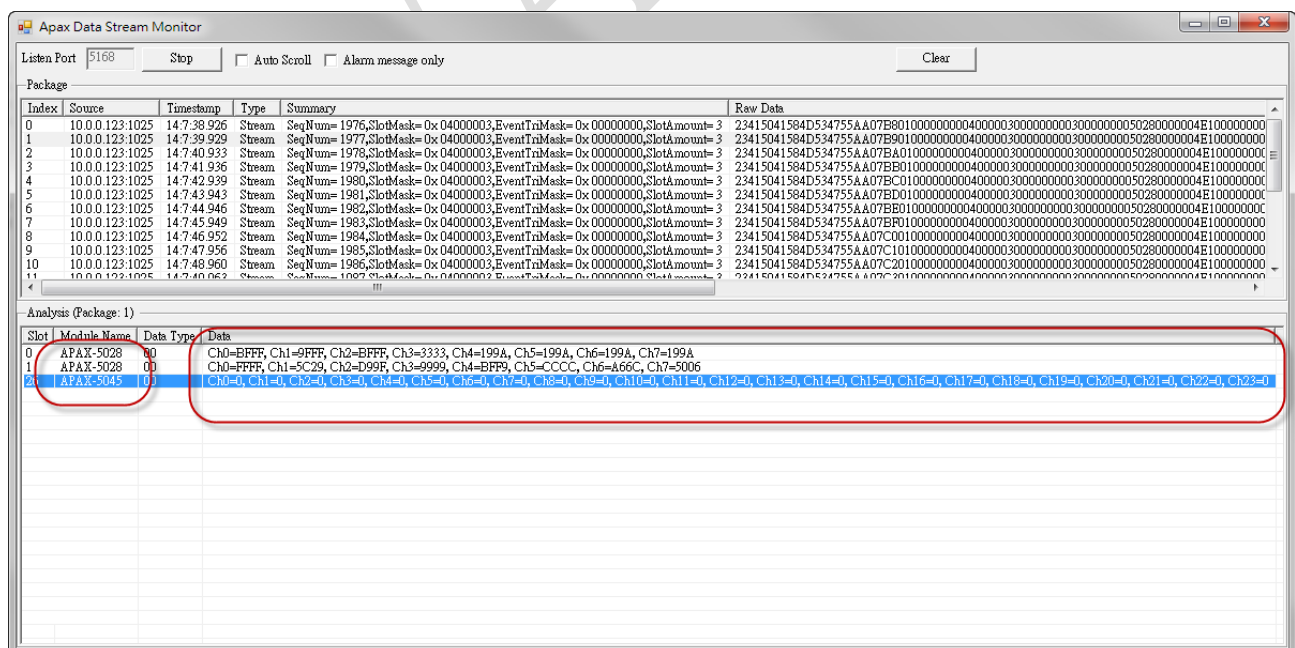 Apax Data Stream Monitor
Listen Port 5168 Stop Auto Scroll Alarm message only Clear
Package
Index Source Timestamp Type Summary Raw Data
0 10.0.0.123:1025 14:7:38.926 Stream SeqNum= 1976,SlotMask= 0x 04000003,EventTriMask= 0x 00000000,SlotAmount= 3 23415041584D534755AA07B80100000000040000030000000003000000050280000004E100000000
1 10.0.0.123:1025 14:7:39.929 Stream SeqNum= 1977,SlotMask= 0x 04000003,EventTriMask= 0x 00000000,SlotAmount= 3 23415041584D534755AA07B90100000000040000030000000003000000050280000004E100000000
2 10.0.0.123:1025 14:7:40.933 Stream SeqNum= 1978,SlotMask= 0x 04000003,EventTriMask= 0x 00000000,SlotAmount= 3 23415041584D534755AA07BA0100000000040000030000000003000000050280000004E100000000
3 10.0.0.123:1025 14:7:41.936 Stream SeqNum= 1979,SlotMask= 0x 04000003,EventTriMask= 0x 00000000,SlotAmount= 3 23415041584D534755AA07BB0100000000040000030000000003000000050280000004E100000000
4 10.0.0.123:1025 14:7:42.939 Stream SeqNum= 1980,SlotMask= 0x 04000003,EventTriMask= 0x 00000000,SlotAmount= 3 23415041584D534755AA07BC0100000000040000030000000003000000050280000004E100000000
5 10.0.0.123:1025 14:7:43.943 Stream SeqNum= 1981,SlotMask= 0x 04000003,EventTriMask= 0x 00000000,SlotAmount= 3 23415041584D534755AA07BD0100000000040000030000000003000000050280000004E100000000
6 10.0.0.123:1025 14:7:44.946 Stream SeqNum= 1982,SlotMask= 0x 04000003,EventTriMask= 0x 00000000,SlotAmount= 3 23415041584D534755AA07BE0100000000040000030000000003000000050280000004E100000000
7 10.0.0.123:1025 14:7:45.949 Stream SeqNum= 1983,SlotMask= 0x 04000003,EventTriMask= 0x 00000000,SlotAmount= 3 23415041584D534755AA07BF0100000000040000030000000003000000050280000004E100000000
8 10.0.0.123:1025 14:7:46.952 Stream SeqNum= 1984,SlotMask= 0x 04000003,EventTriMask= 0x 00000000,SlotAmount= 3 23415041584D534755AA07C00100000000040000030000000003000000050280000004E100000000
9 10.0.0.123:1025 14:7:47.956 Stream SeqNum= 1985,SlotMask= 0x 04000003,EventTriMask= 0x 00000000,SlotAmount= 3 23415041584D534755AA07C10100000000040000030000000003000000050280000004E100000000
10 10.0.0.123:1025 14:7:48.960 Stream SeqNum= 1986,SlotMask= 0x 04000003,EventTriMask= 0x 00000000,SlotAmount= 3 23415041584D534755AA07C20100000000040000030000000003000000050280000004E100000000
Analysis (Package: 1)
Slot Module Name Data Type Data
0 APAX-5028 00 Ch0=BFFF, Ch1=9FFF, Ch2=BFFF, Ch3=3333, Ch4=199A, Ch5=199A, Ch6=199A, Ch7=199A
1 APAX-5028 00 Ch0=FFFF, Ch1=5C29, Ch2=D99F, Ch3=9999, Ch4=BFF9, Ch5=CCCC, Ch6=A66C, Ch7=5006
26 APAX-5045 00 Ch0=0, Ch1=0, Ch2=0, Ch3=0, Ch4=0, Ch5=0, Ch6=0, Ch7=0, Ch8=0, Ch9=0, Ch10=0, Ch11=0, Ch12=0, Ch13=0, Ch14=0, Ch15=0, Ch16=0, Ch17=0, Ch18=0, Ch19=0, Ch20=0, Ch21=0, Ch22=0, Ch23=0